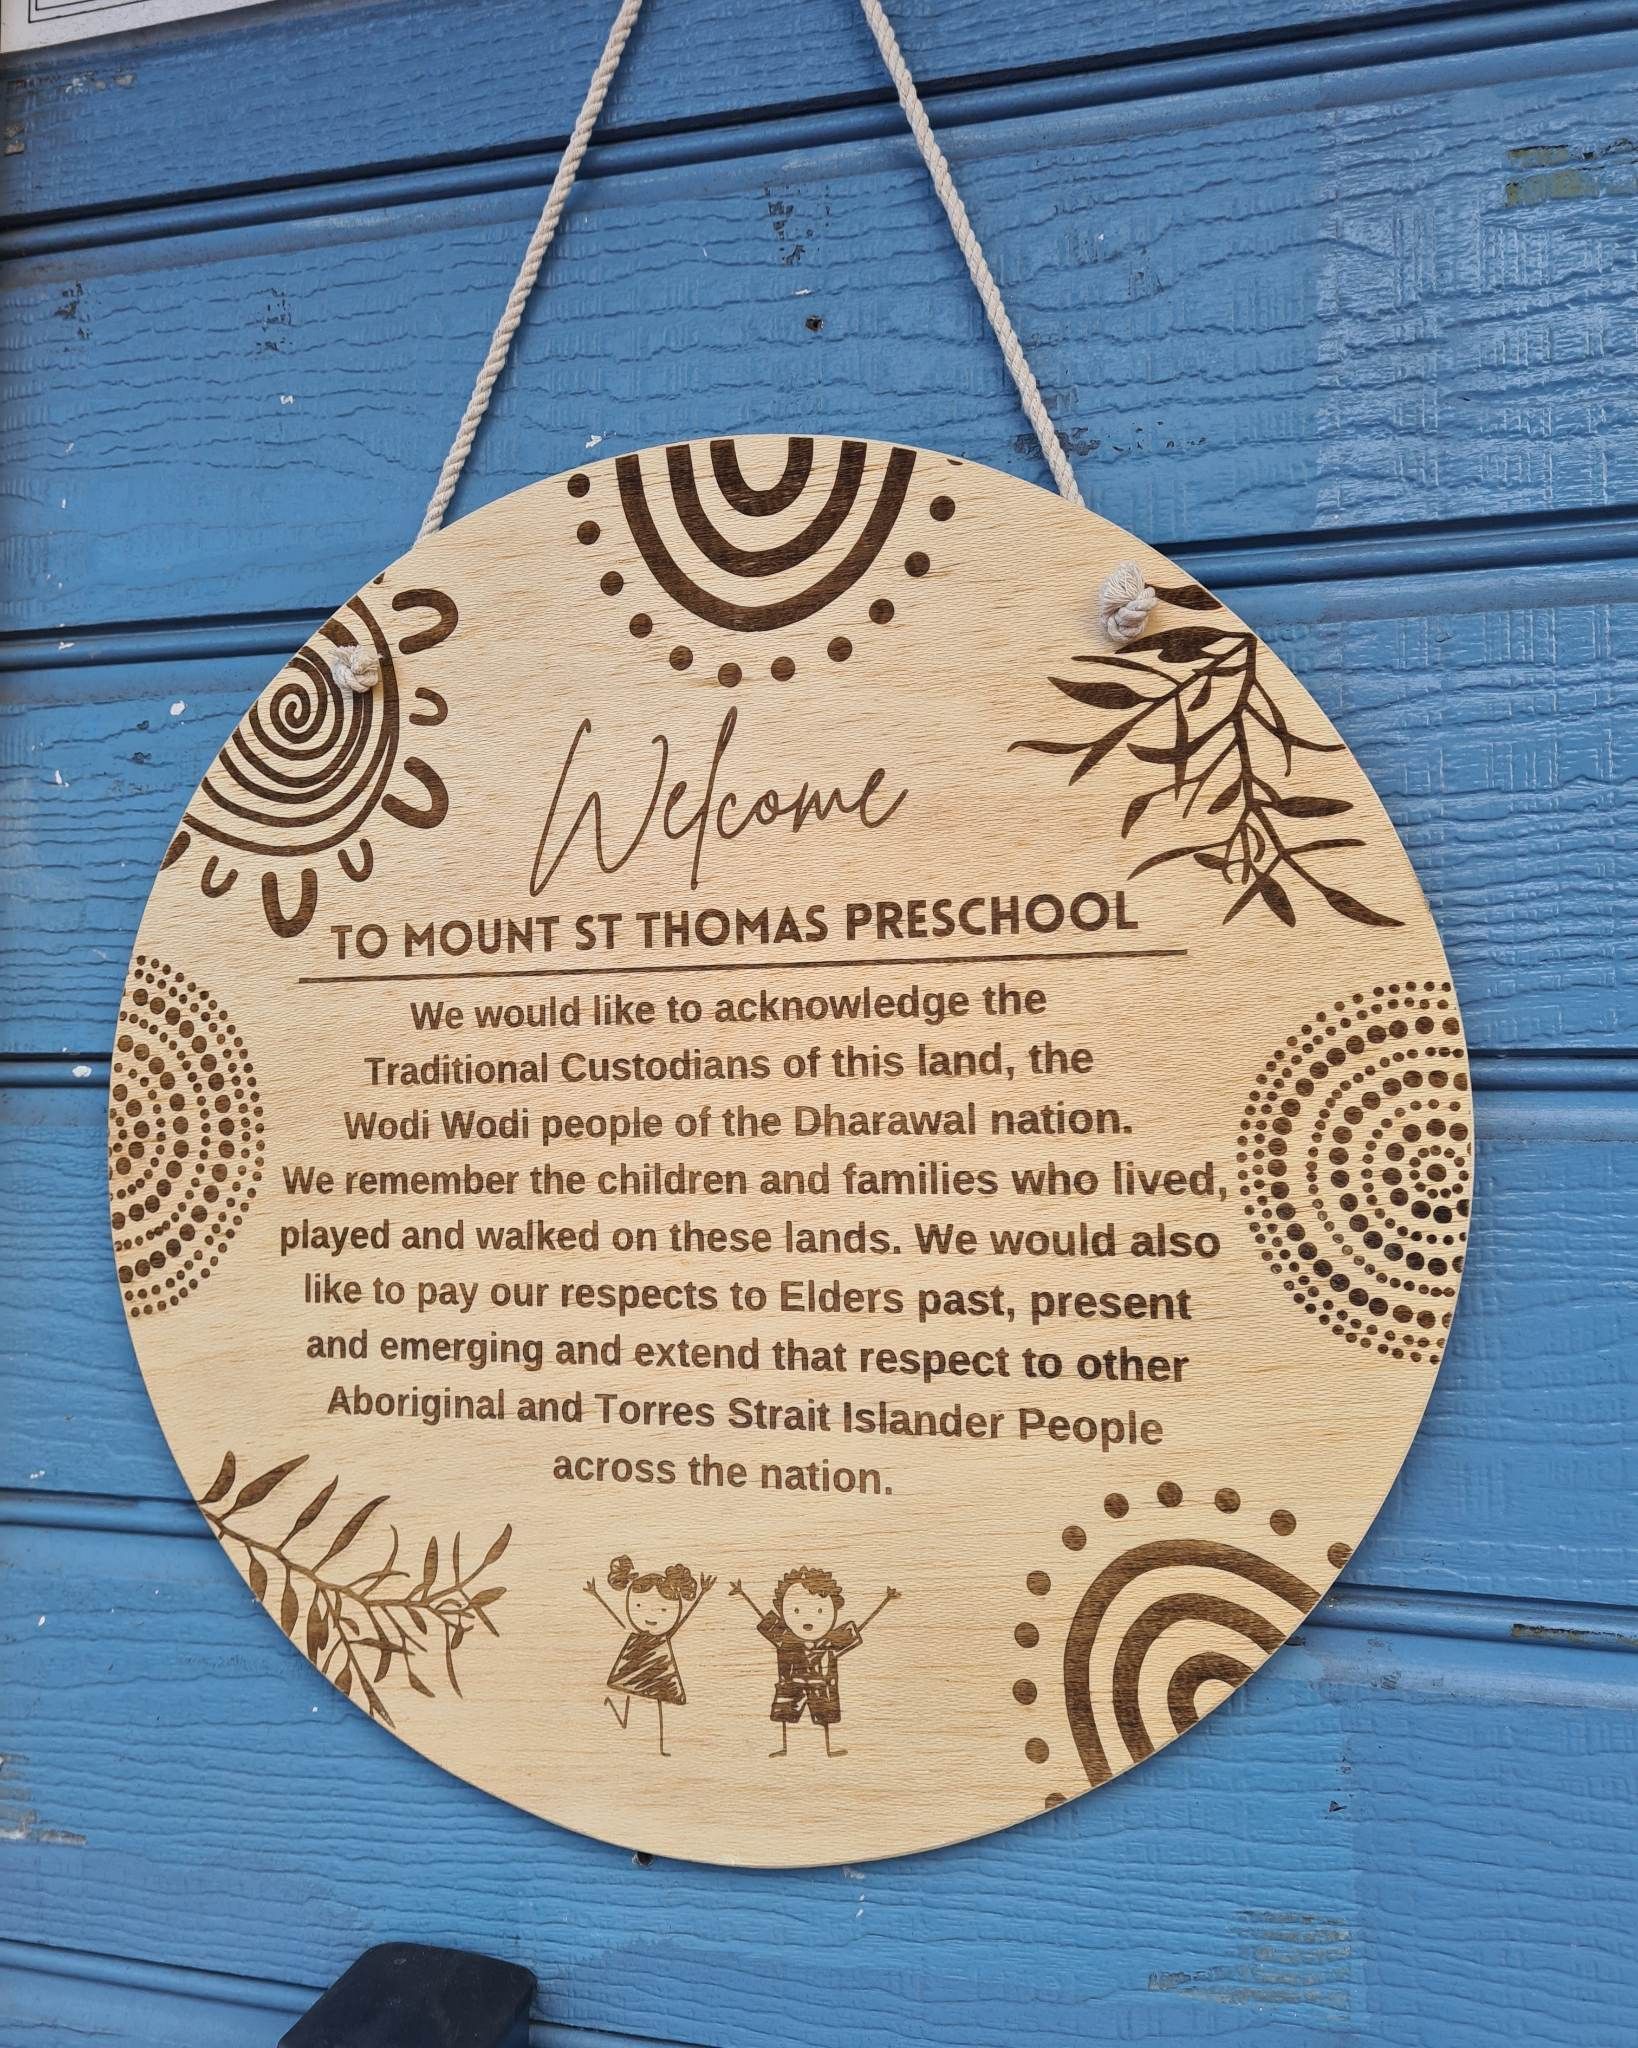 Welcome
TO MOUNT ST THOMAS PRESCHOOL
We would like to acknowledge the
Traditional Custodians of this land, the
Wodi Wodi people of the Dharawal nation.
We remember the children and families who lived,
played and walked on these lands. We would also
like to pay our respects to Elders past, present
and emerging and extend that respect to other
Aboriginal and Torres Strait Islander People
across the nation.